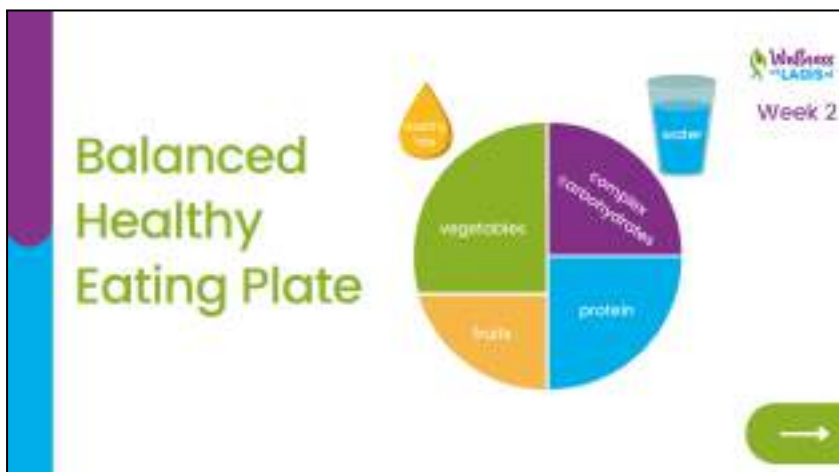 Balanced
Healthy
Eating Plate
water
Week 2
complex
carbohydrates
vegetables
protein
fruits